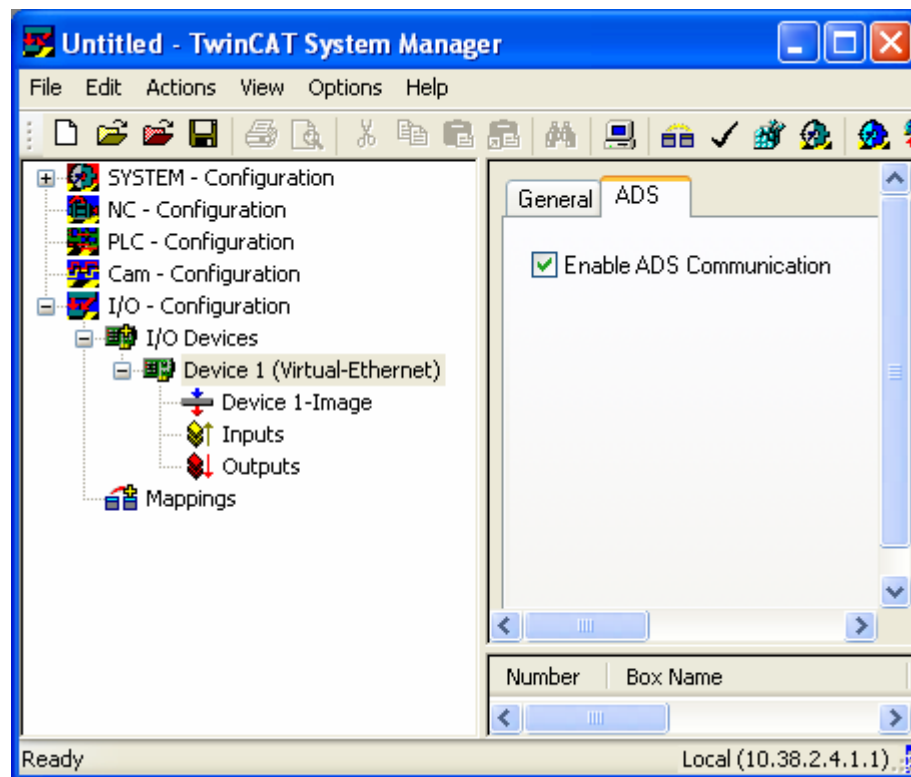 Untitled - TwinCAT System Manager
File Edit Actions View Options Help
SYSTEM - Configuration
NC - Configuration
PLC - Configuration
Cam - Configuration
I/O - Configuration
I/O Devices
Device 1 (Virtual-Ethernet)
Device 1-Image
Inputs
Outputs
Mappings
General ADS
Enable ADS Communication
Number Box Name
Ready Local (10.38.2.4.1.1)